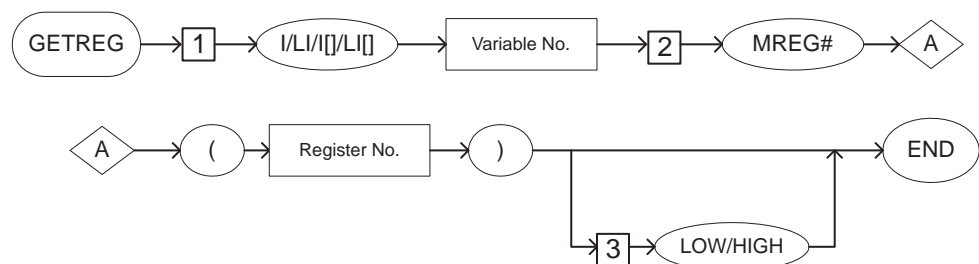 GETREG 1 I/LI/I[]/LI[] Variable No. 2 MREG# A
A ( Register No. ) END
3 LOW/HIGH